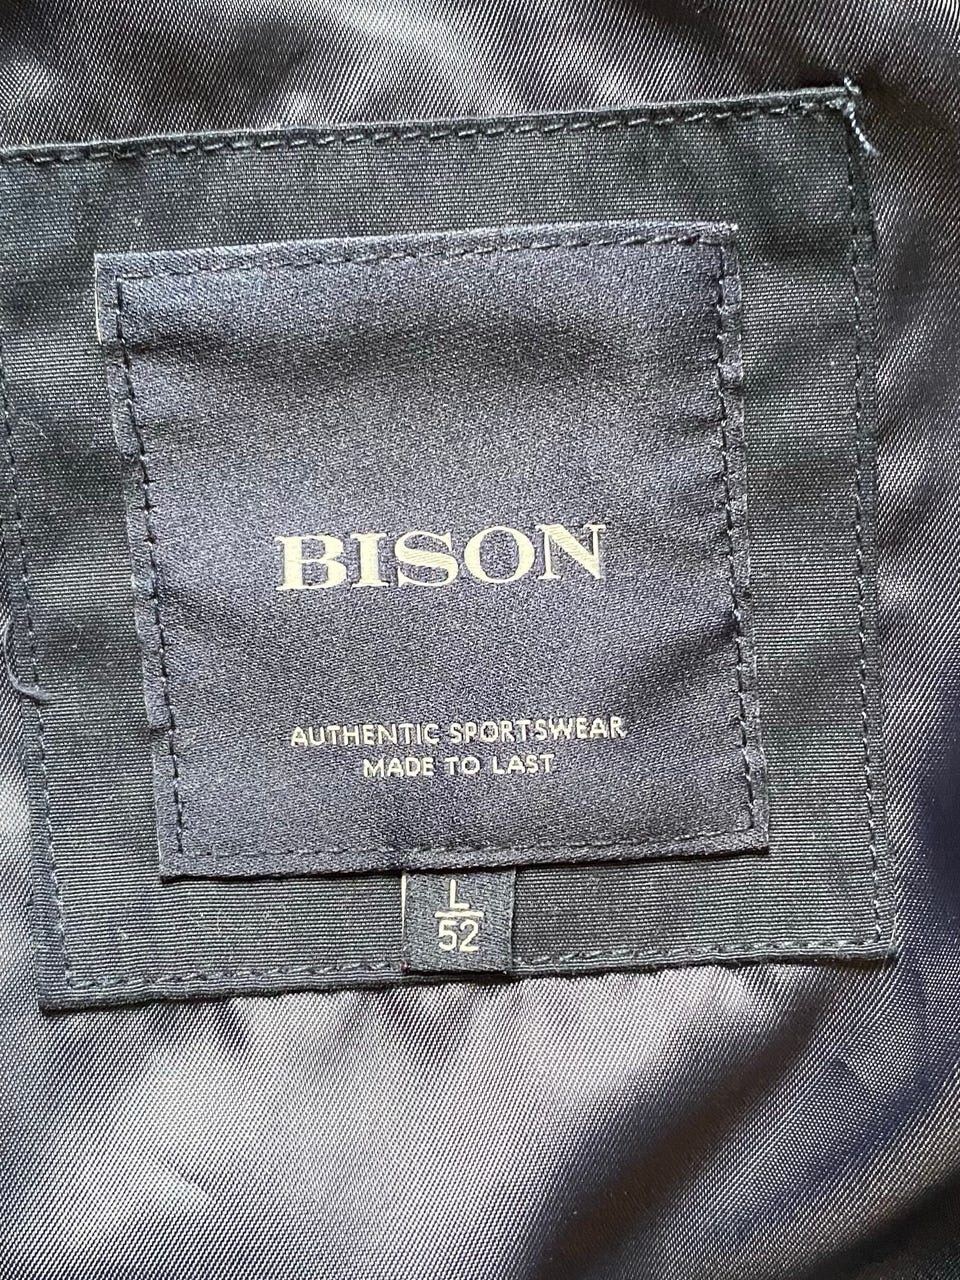 BISON
AUTHENTIC SPORTSWEAR
MADE TO LAST
L
52